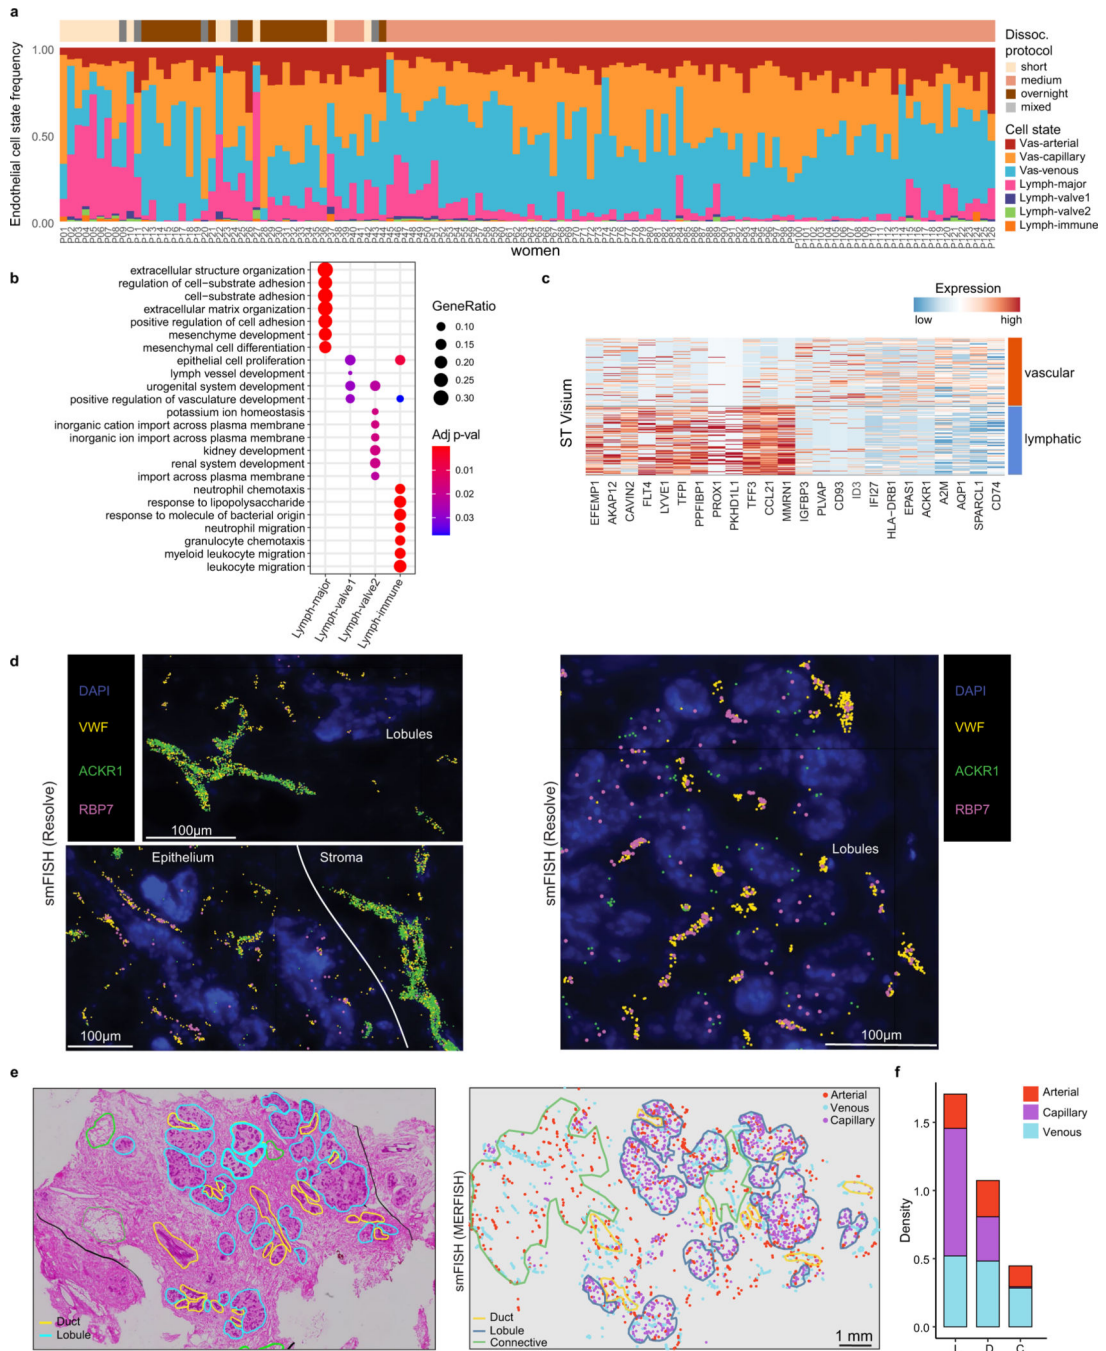 a
Dissoc.
protocol
short
medium
overnight
mixed
Cell state
Vas-arterial
Vas-capillary
Vas-venous
Lymph-major
Lymph-valve1
Lymph-valve2
Lymph-immune
Endothelial cell state frequency
1.00
0.50
0.00
women
b
extracellular structure organization
regulation of cell-substrate adhesion
cell-substrate adhesion
extracellular matrix organization
positive regulation of cell adhesion
mesenchyme development
mesenchymal cell differentiation
epithelial cell proliferation
lymph vessel development
urogenital system development
positive regulation of vasculature development
potassium ion homeostasis
inorganic cation import across plasma membrane
inorganic ion import across plasma membrane
kidney development
renal system development
import across plasma membrane
neutrophil chemotaxis
response to lipopolysaccharide
response to molecule of bacterial origin
neutrophil migration
granulocyte chemotaxis
myeloid leukocyte migration
leukocyte migration
Lymph-major
Lymph-valve1
Lymph-valve2
Lymph-immune
GeneRatio
0.10
0.15
0.20
0.25
0.30
Adj p-val
0.01
0.02
0.03
c
Expression
low high
ST Visium
vascular
lymphatic
EFEMP1
AKAP12
CAVIN2
FLT4
LYVE1
TFPI
PPFIBP1
PROX1
PKHD1L1
TFF3
CCL21
MMRN1
IGFBP3
PLVAP
CD93
ID3
IFI27
HLA-DRB1
EPAS1
ACKR1
A2M
AQP1
SPARCL1
CD74
d
smFISH (Resolve)
DAPI
VWF
ACKR1
RBP7
Lobules
100µm
Epithelium
Stroma
100µm
smFISH (Resolve)
Lobules
100µm
DAPI
VWF
ACKR1
RBP7
e
Duct
Lobule
smFISH (MERFISH)
Arterial
Venous
Capillary
Duct
Lobule
Connective
1 mm
f
Density
1.5
1.0
0.5
0.0
Arterial
Capillary
Venous
L D C